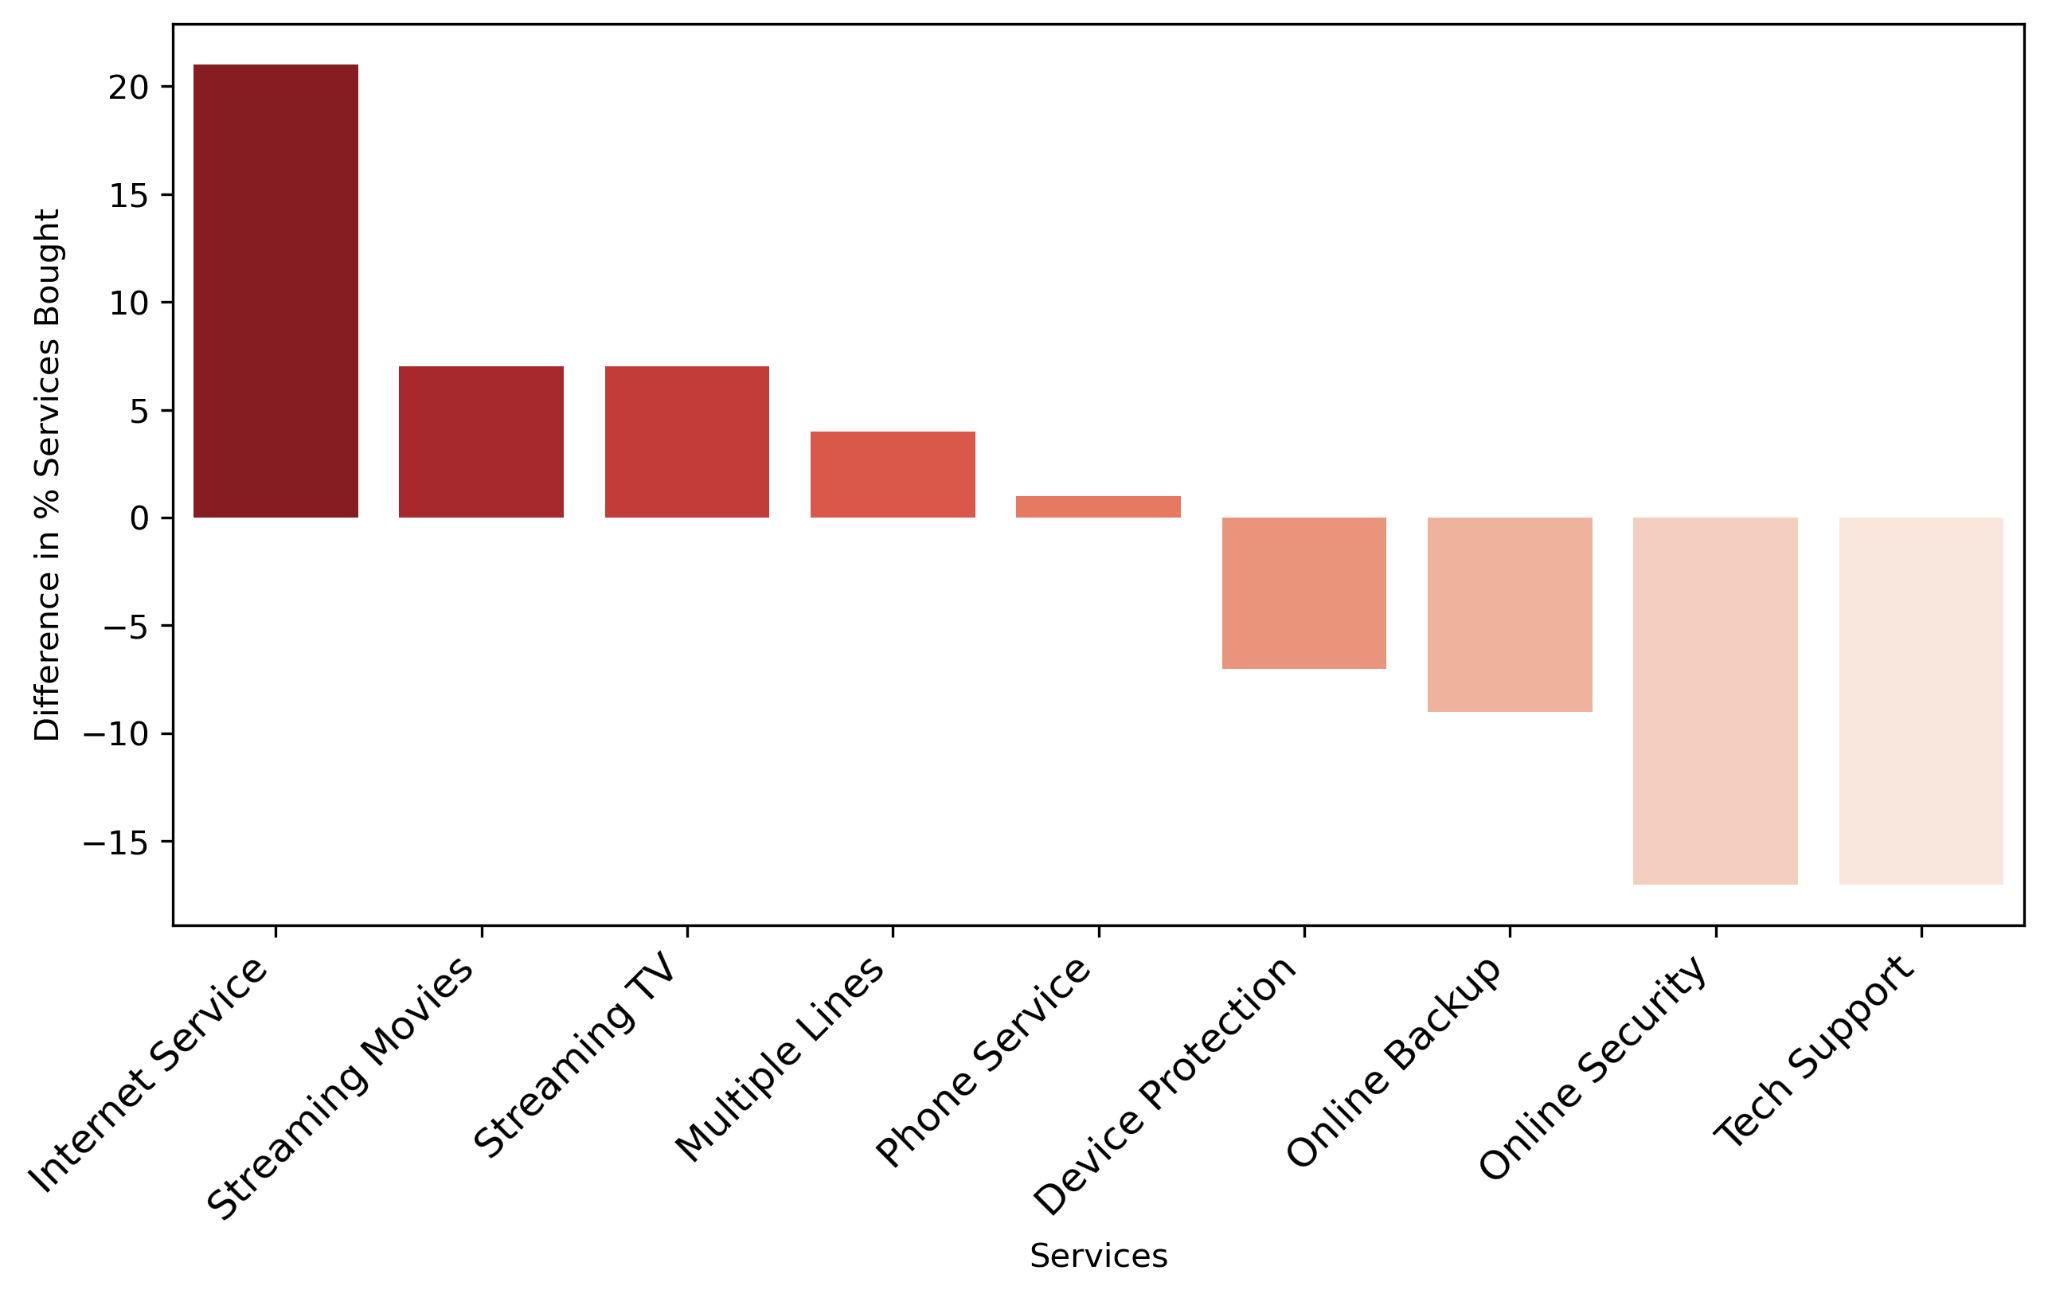 Difference in % Services Bought
20
15
10
5
0
−5
−10
−15
Internet Service
Streaming Movies
Streaming TV
Multiple Lines
Phone Service
Device Protection
Online Backup
Online Security
Tech Support
Services